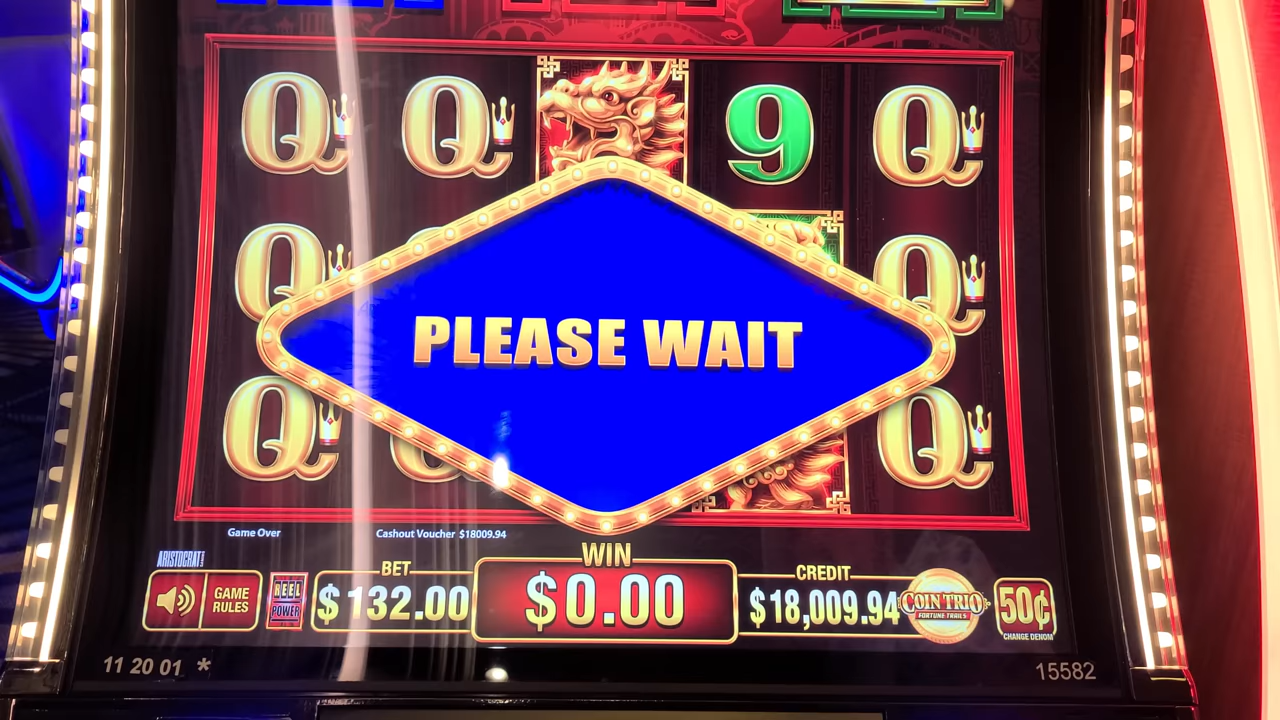 Q Q 9 Q
Q Q
PLEASE WAIT
Q Q
Game Over Cashout Voucher $18009.94
ARISTOCRAT
WIN
BET
CREDIT
GAME
RULES
REEL
POWER
$132.00
$0.00
$18,009.94
COIN TRIO
FORTUNE TRAILS
50¢
CHANGE DENOM
11 20 01 *
15582